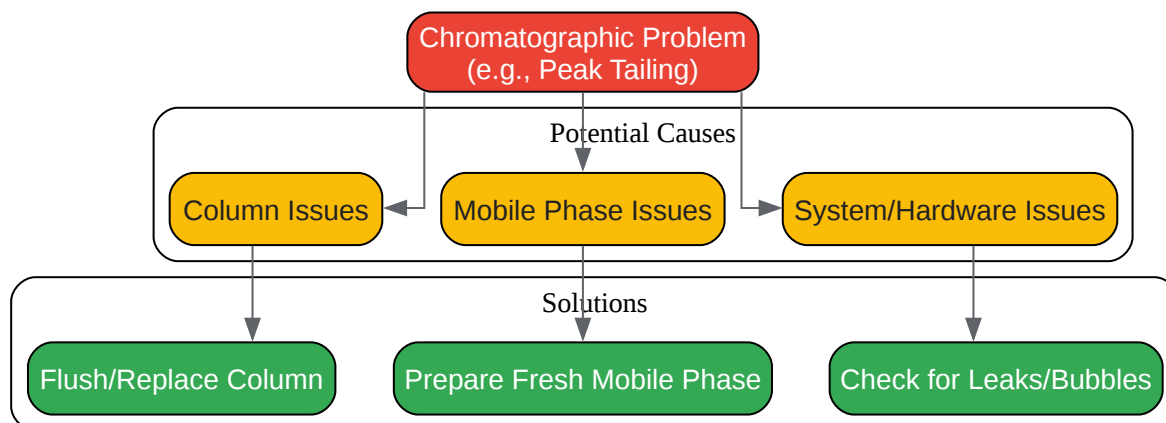 Chromatographic Problem
(e.g., Peak Tailing)
Potential Causes
Column Issues
Mobile Phase Issues
System/Hardware Issues
Solutions
Flush/Replace Column
Prepare Fresh Mobile Phase
Check for Leaks/Bubbles